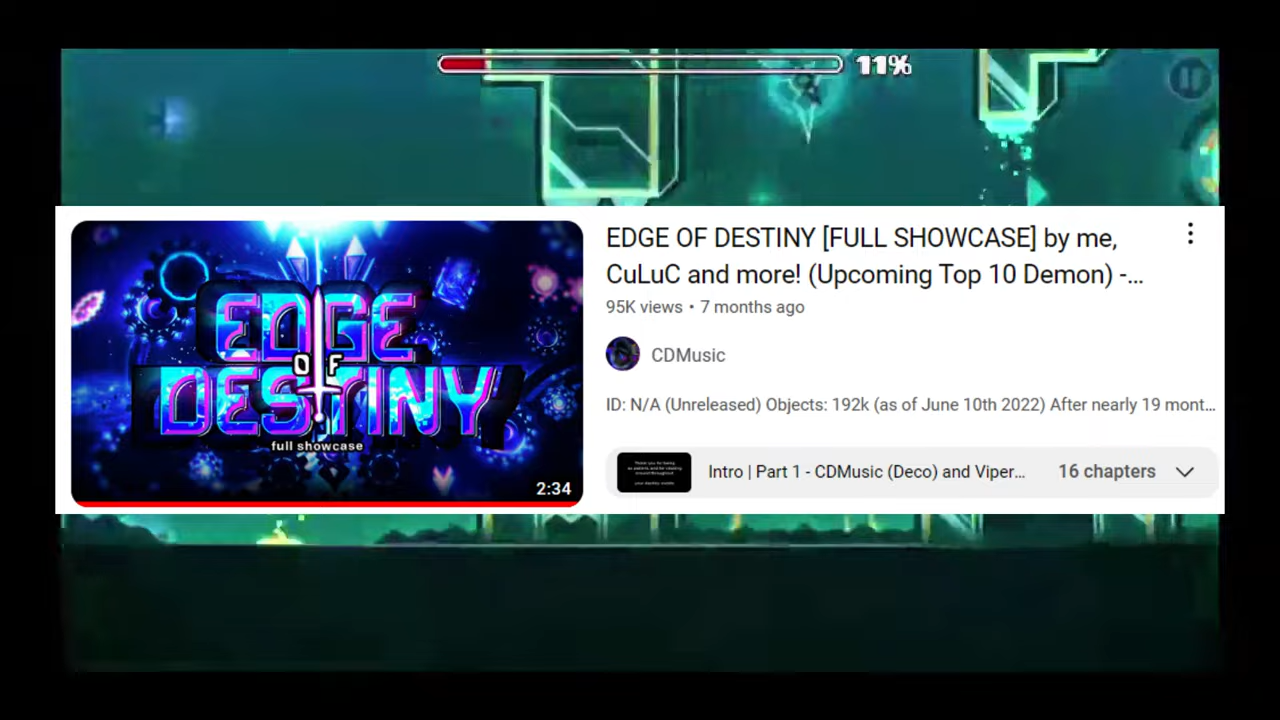 11%
EDGE OF DESTINY [FULL SHOWCASE] by me,
CuLuC and more! (Upcoming Top 10 Demon) -...
95K views • 7 months ago
CDMusic
ID: N/A (Unreleased) Objects: 192k (as of June 10th 2022) After nearly 19 mont...
Intro | Part 1 - CDMusic (Deco) and Viper... 16 chapters
EDGE
OF
DESTINY
full showcase
2:34